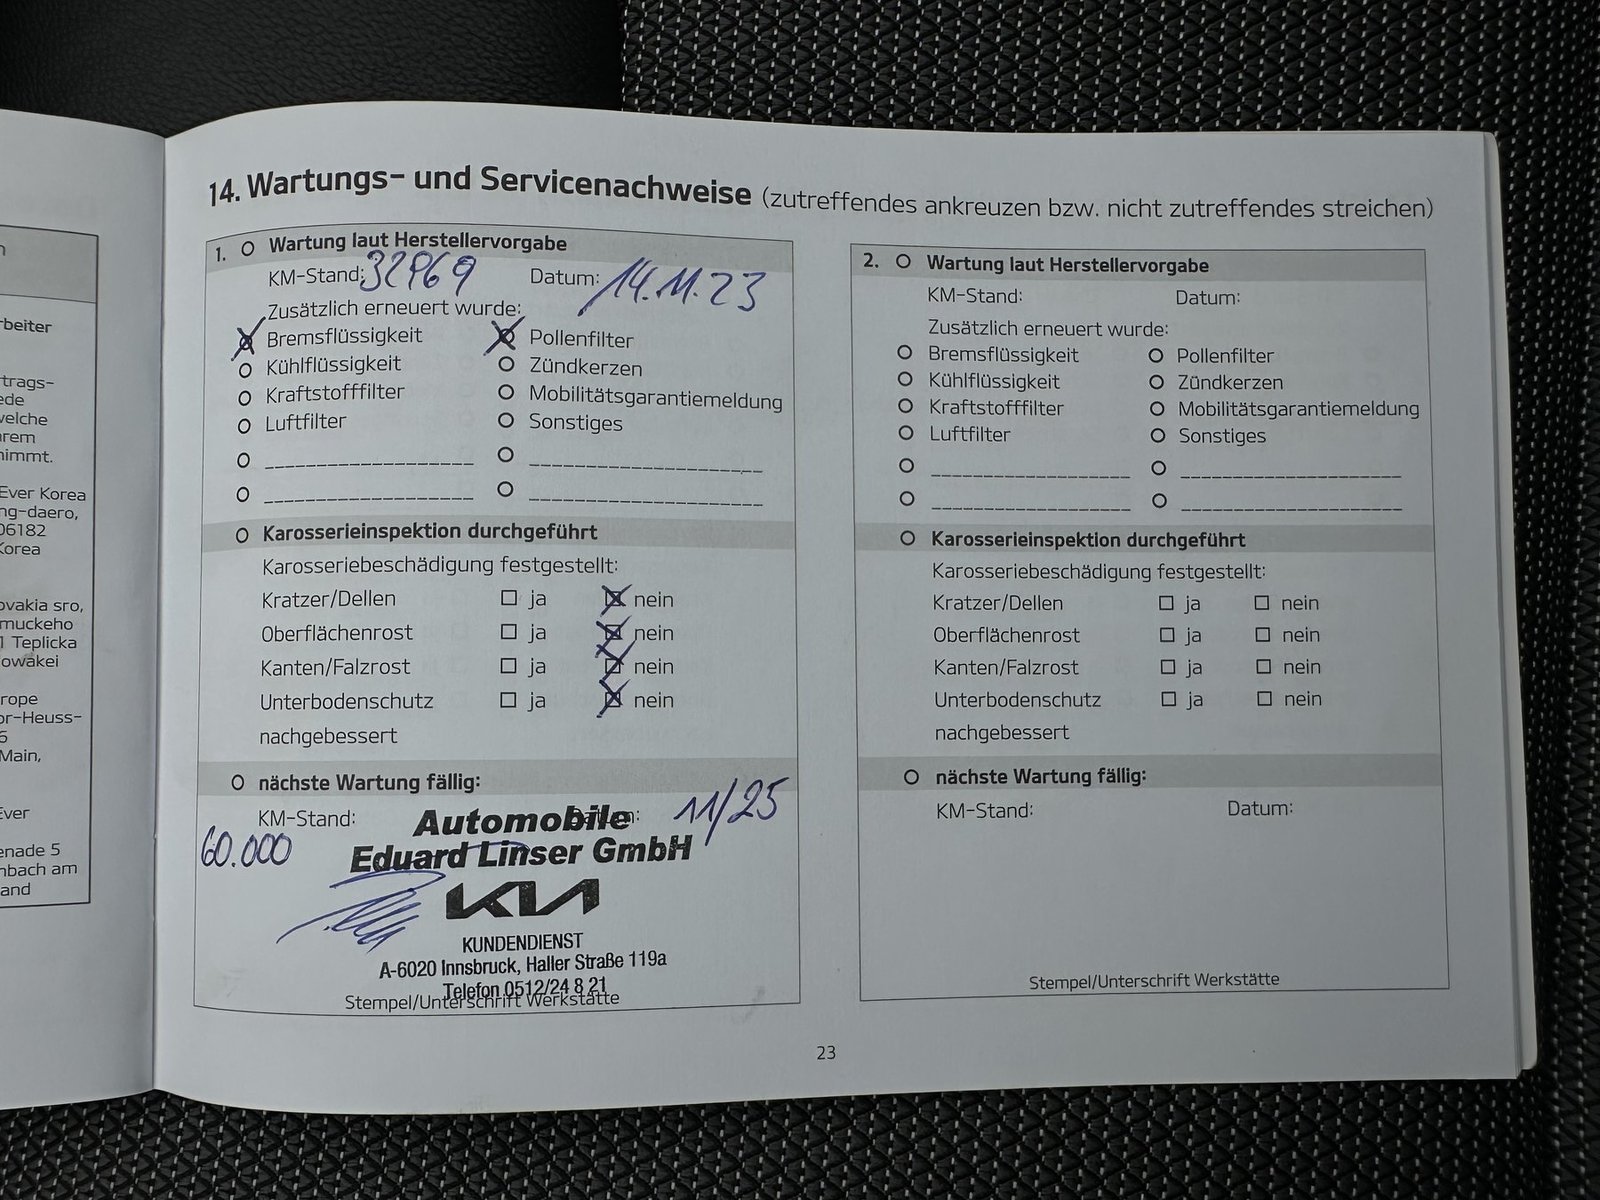 14. Wartungs- und Servicenachweise (zutreffendes ankreuzen bzw. nicht zutreffendes streichen)
1. Wartung laut Herstellervorgabe
KM-Stand: Datum: 14.11.23
Zusätzlich erneuert wurde:
Bremsflüssigkeit Pollenfilter
Kühlflüssigkeit Zündkerzen
Kraftstofffilter Mobilitätsgarantiemeldung
Luftfilter Sonstiges
Karosserieinspektion durchgeführt
Karosseriebeschädigung festgestellt:
Kratzer/Dellen ja nein
Oberflächenrost ja nein
Kanten/Falzrost ja nein
Unterbodenschutz ja nein
nachgebessert
nächste Wartung fällig:
KM-Stand: 60.000 Datum: 11/25
Automobile
Eduard Linser GmbH
KIA
KUNDENDIENST
A-6020 Innsbruck, Haller Straße 119a
Telefon 0512/24 8 21
Stempel/Unterschrift Werkstätte
2. Wartung laut Herstellervorgabe
KM-Stand: Datum:
Zusätzlich erneuert wurde:
Bremsflüssigkeit Pollenfilter
Kühlflüssigkeit Zündkerzen
Kraftstofffilter Mobilitätsgarantiemeldung
Luftfilter Sonstiges
Karosserieinspektion durchgeführt
Karosseriebeschädigung festgestellt:
Kratzer/Dellen ja nein
Oberflächenrost ja nein
Kanten/Falzrost ja nein
Unterbodenschutz ja nein
nachgebessert
nächste Wartung fällig:
KM-Stand: Datum:
Stempel/Unterschrift Werkstätte
23